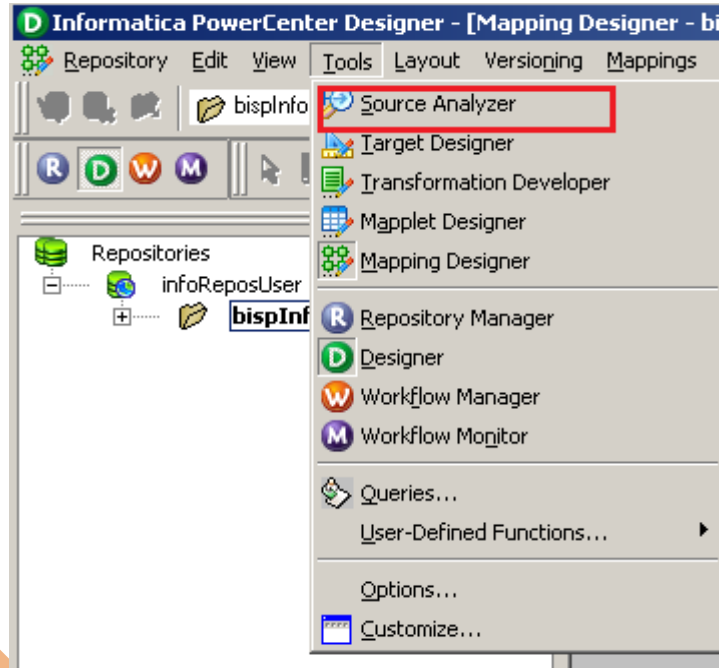 Informatica PowerCenter Designer - [Mapping Designer - bi
Repository Edit View Tools Layout Versioning Mappings
bispInfo
Source Analyzer
Target Designer
Transformation Developer
Mapplet Designer
Mapping Designer
Repository Manager
Designer
Workflow Manager
Workflow Monitor
Queries...
User-Defined Functions...
Options...
Customize...
R D W M
Repositories
infoReposUser
bispInf